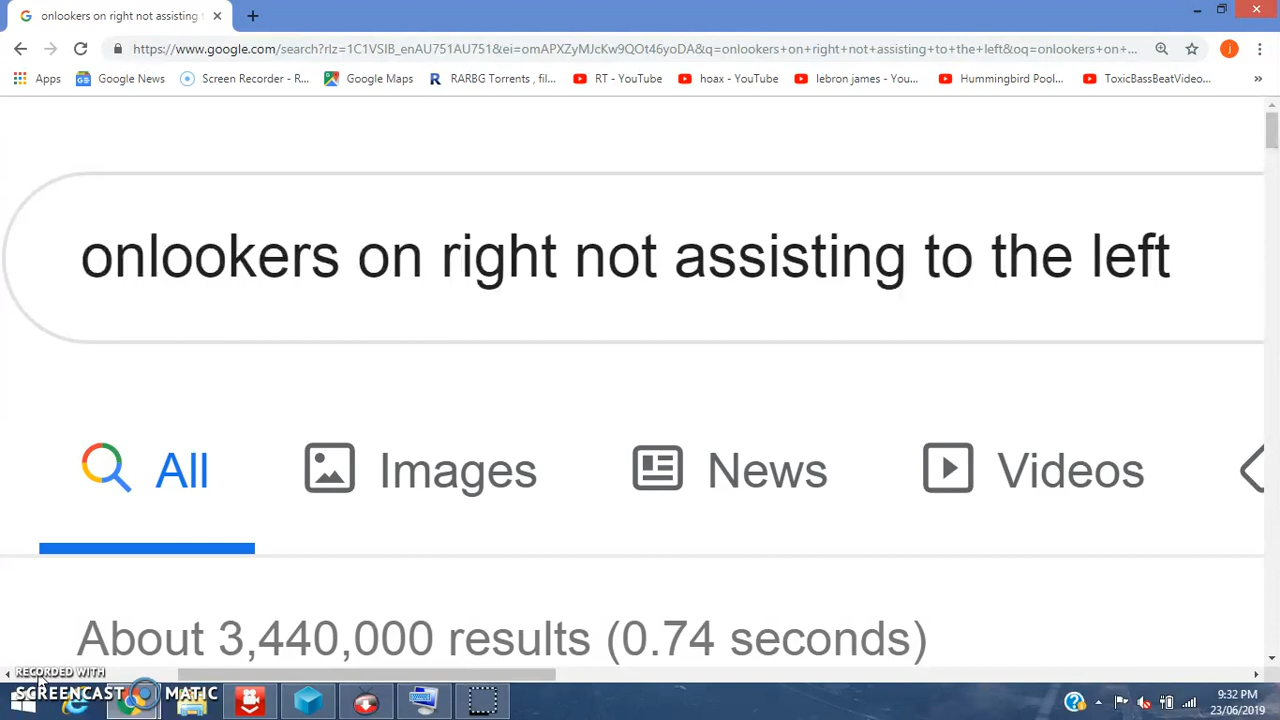 onlookers on right not assisting
https://www.google.com/search?rlz=1C1VSIB_enAU751AU751&ei=omAPXZyMJcKw9QOt46yoDA&q=onlookers+on+right+not+assisting+to+the+left&oq=onlookers+on+...
Apps Google News Screen Recorder - R... Google Maps RARBG Torrents , fil... RT - YouTube hoax - YouTube lebron james - You... Hummingbird Pool... ToxicBassBeatVideo... »
onlookers on right not assisting to the left
All Images News Videos
About 3,440,000 results (0.74 seconds)
RECORDED WITH
SCREENCAST MATIC
9:32 PM
23/06/2019